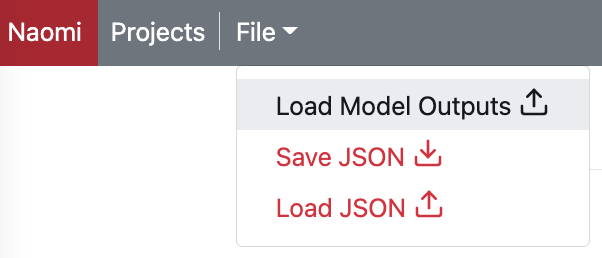 Naomi Projects File
Load Model Outputs
Save JSON
Load JSON